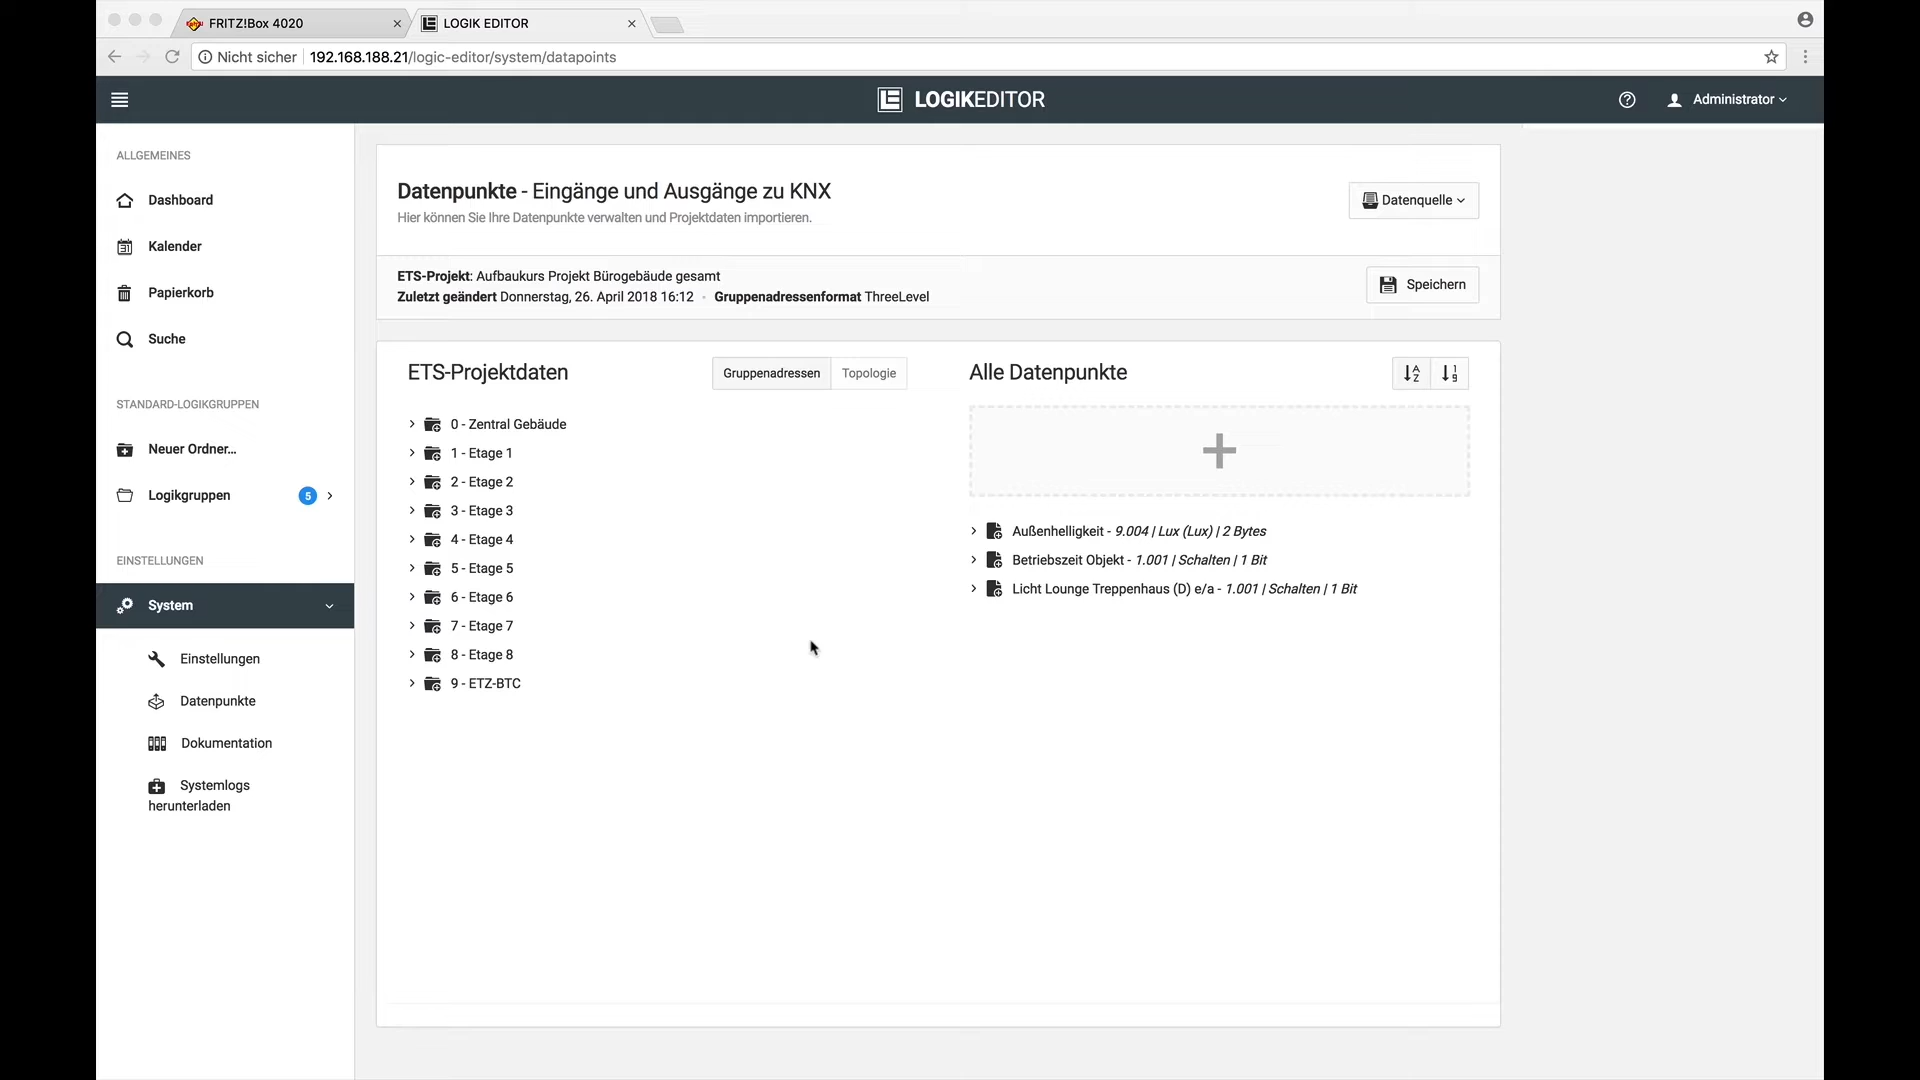 FRITZ!Box 4020
LOGIK EDITOR
Nicht sicher 192.168.188.21/logic-editor/system/datapoints
LOGIKEDITOR
Administrator
ALLGEMEINES
Dashboard
Kalender
Papierkorb
Suche
STANDARD-LOGIKGRUPPEN
Neuer Ordner...
Logikgruppen 5
EINSTELLUNGEN
System
Einstellungen
Datenpunkte
Dokumentation
Systemlogs
herunterladen
Datenpunkte - Eingänge und Ausgänge zu KNX
Hier können Sie Ihre Datenpunkte verwalten und Projektdaten importieren.
Datenquelle
ETS-Projekt: Aufbaukurs Projekt Bürogebäude gesamt
Zuletzt geändert Donnerstag, 26. April 2018 16:12 • Gruppenadressenformat ThreeLevel
Speichern
ETS-Projektdaten
Gruppenadressen Topologie
0 - Zentral Gebäude
1 - Etage 1
2 - Etage 2
3 - Etage 3
4 - Etage 4
5 - Etage 5
6 - Etage 6
7 - Etage 7
8 - Etage 8
9 - ETZ-BTC
Alle Datenpunkte
Außenhelligkeit - 9.004 | Lux (Lux) | 2 Bytes
Betriebszeit Objekt - 1.001 | Schalten | 1 Bit
Licht Lounge Treppenhaus (D) e/a - 1.001 | Schalten | 1 Bit